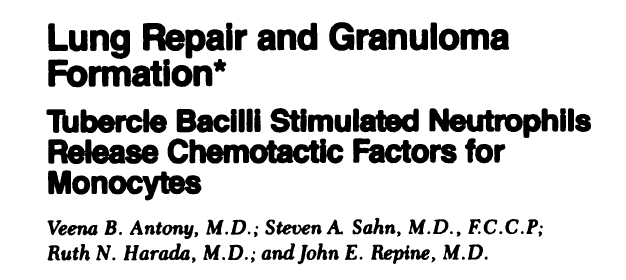 Lung Repair and Granuloma
Formation*
Tubercle Bacilli Stimulated Neutrophils
Release Chemotactic Factors for
Monocytes
Veena B. Antony, M.D.; Steven A. Sahn, M.D., F.C.C.P;
Ruth N. Harada, M.D.; and John E. Repine, M.D.